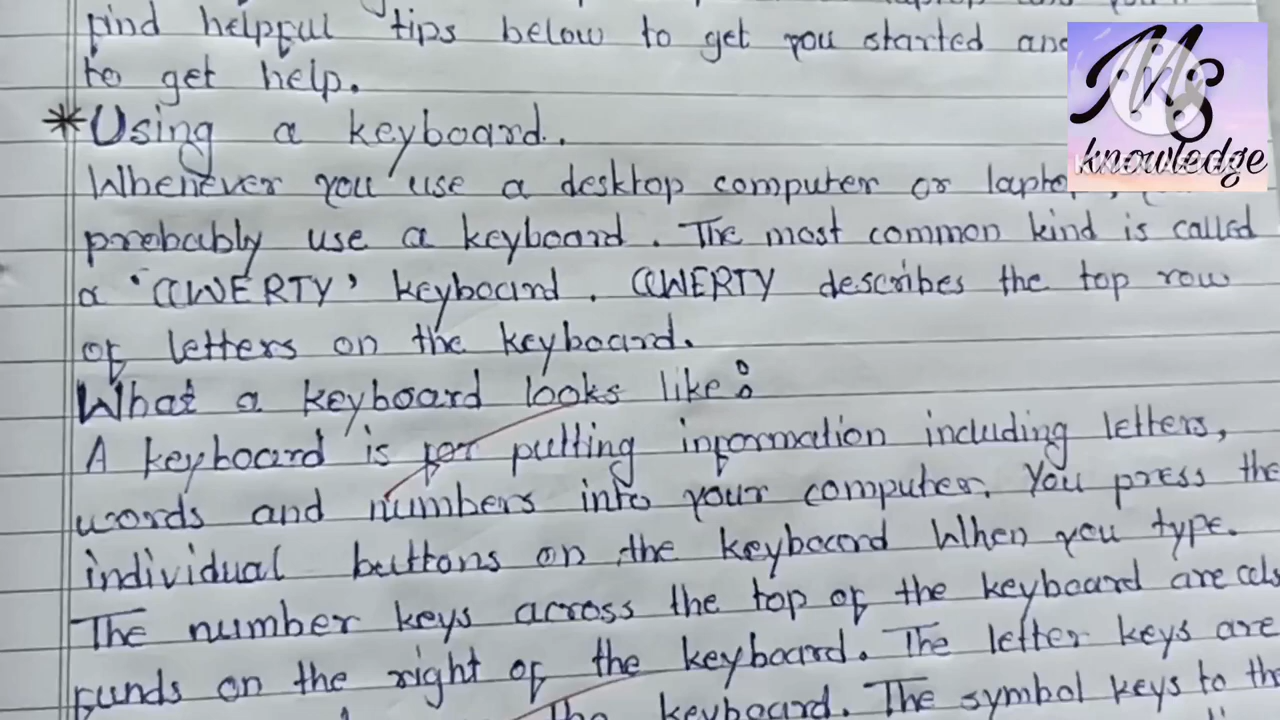 find helpful tips below to get you started and
to get help.
*Using a keyboard.
Whenever you use a desktop computer or laptop,
probably use a keyboard. The most common kind is called
a 'QWERTY' keyboard. QWERTY describes the top row
of letters on the keyboard.
What a keyboard looks like:
A keyboard is for putting information including letters,
words and numbers into your computer. You press the
individual buttons on the keyboard When you type.
The number keys across the top of the keyboard are
funds on the right of the keyboard. The letter keys are
The keyboard. The symbol keys to the
MS
knowledge